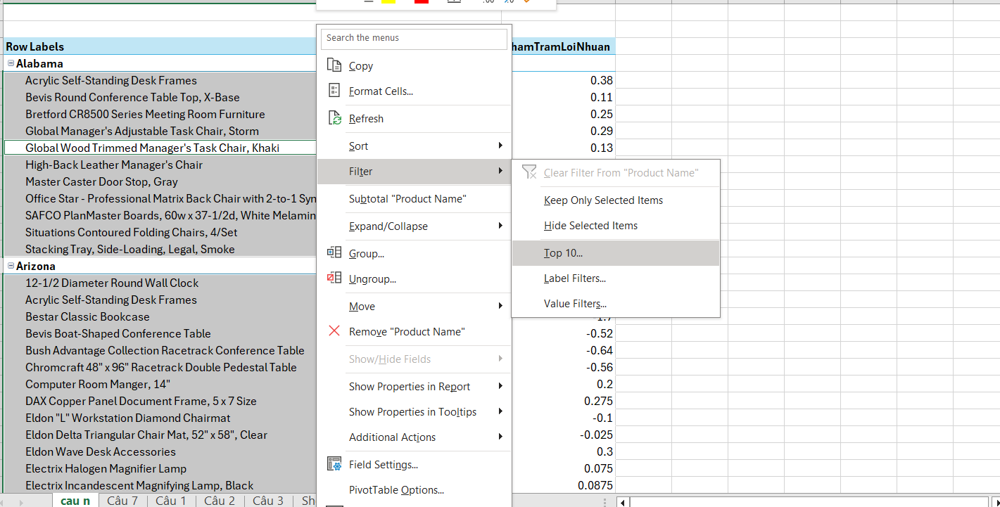 Search the menus
Row Labels
hamTramLoiNhuan
Alabama
Copy
Acrylic Self-Standing Desk Frames
0.38
Format Cells...
Bevis Round Conference Table Top, X-Base
0.11
Bretford CR8500 Series Meeting Room Furniture
0.25
Refresh
Global Manager's Adjustable Task Chair, Storm
0.29
Sort
Global Wood Trimmed Manager's Task Chair, Khaki
0.13
High-Back Leather Manager's Chair
Filter
Clear Filter From "Product Name"
Master Caster Door Stop, Gray
Office Star - Professional Matrix Back Chair with 2-to-1 Syn
Subtotal "Product Name"
Keep Only Selected Items
SAFCO PlanMaster Boards, 60w x 37-1/2d, White Melamin
Expand/Collapse
Hide Selected Items
Situations Contoured Folding Chairs, 4/Set
Stacking Tray, Side-Loading, Legal, Smoke
Group...
Top 10...
Arizona
Ungroup...
Label Filters...
12-1/2 Diameter Round Wall Clock
Acrylic Self-Standing Desk Frames
Move
Value Filters...
Bestar Classic Bookcase
-1.7
Bevis Boat-Shaped Conference Table
Remove "Product Name"
-0.52
Bush Advantage Collection Racetrack Conference Table
-0.64
Show/Hide Fields
Chromcraft 48" x 96" Racetrack Double Pedestal Table
-0.56
Computer Room Manger, 14"
Show Properties in Report
0.2
DAX Copper Panel Document Frame, 5 x 7 Size
0.275
Show Properties in Tooltips
Eldon "L" Workstation Diamond Chairmat
-0.1
Eldon Delta Triangular Chair Mat, 52" x 58", Clear
Additional Actions
-0.025
Eldon Wave Desk Accessories
0.3
Electrix Halogen Magnifier Lamp
Field Settings...
0.075
Electrix Incandescent Magnifying Lamp, Black
PivotTable Options...
0.0875
cau n
Câu 7
Câu 1
Câu 2
Câu 3
Sh